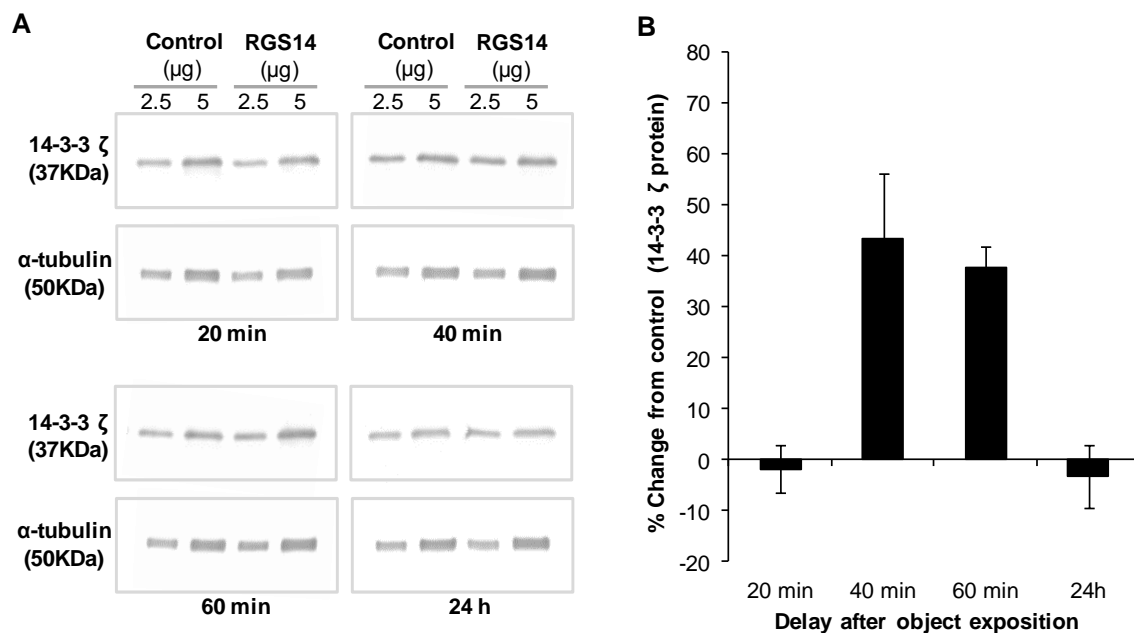 A
Control RGS14
(µg) (µg)
2.5 5 2.5 5
Control RGS14
(µg) (µg)
2.5 5 2.5 5
14-3-3 ζ
(37KDa)
α-tubulin
(50KDa)
20 min
40 min
14-3-3 ζ
(37KDa)
α-tubulin
(50KDa)
60 min
24 h
B
% Change from control (14-3-3 ζ protein)
80
70
60
50
40
30
20
10
0
-10
-20
20 min 40 min 60 min 24h
Delay after object exposition